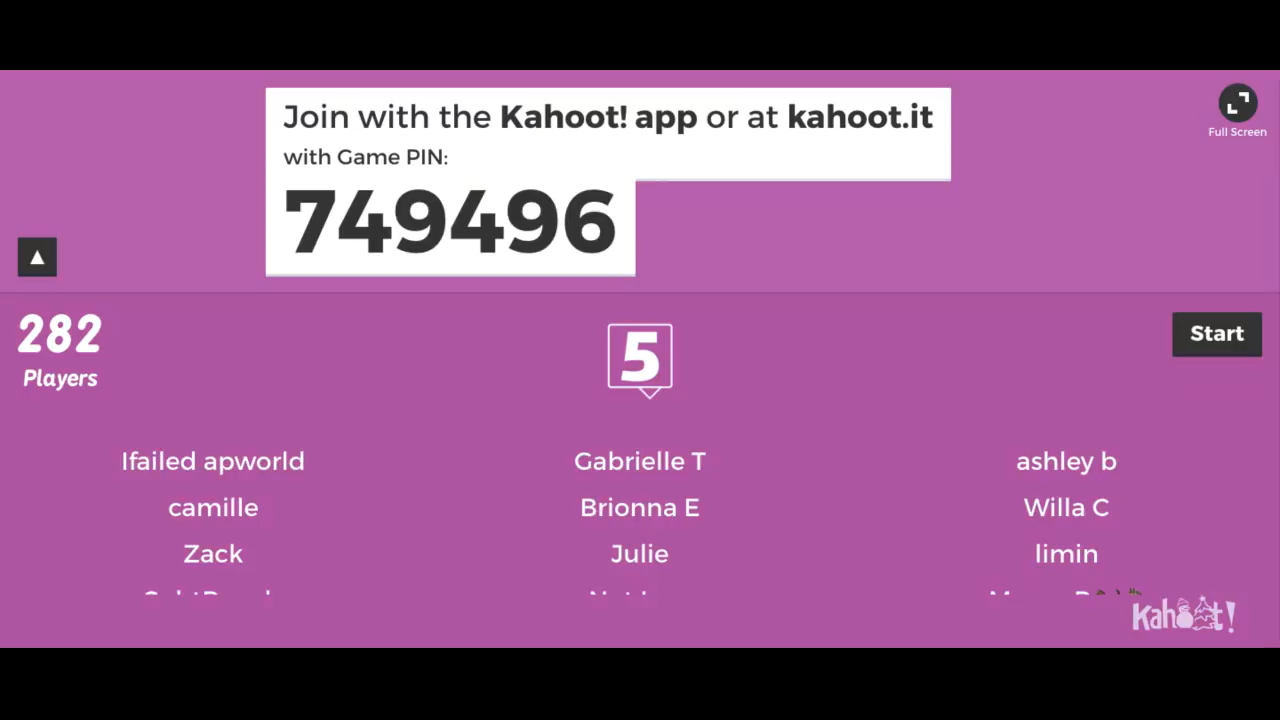 Join with the Kahoot! app or at kahoot.it
with Game PIN:
Full Screen
749496
▲
282
Players
5
Start
Ifailed apworld
Gabrielle T
ashley b
camille
Brionna E
Willa C
Zack
Julie
limin
Kahoot!